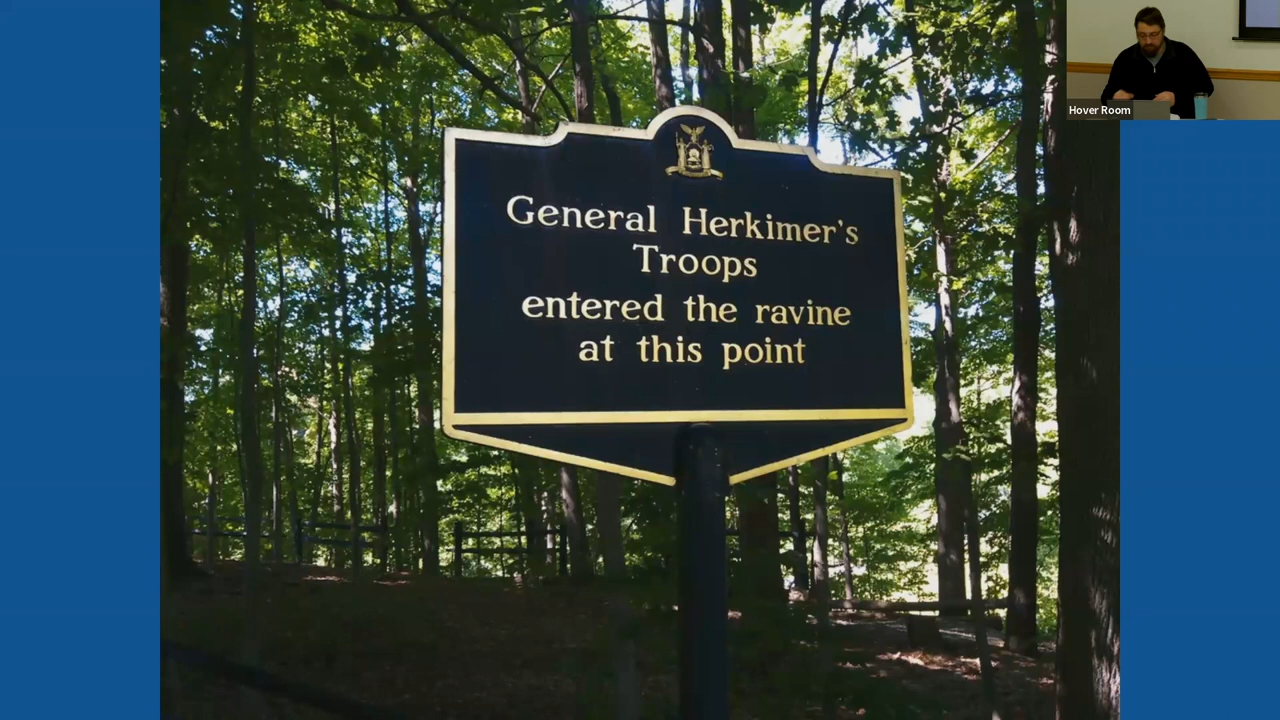 Hover Room
General Herkimer's
Troops
entered the ravine
at this point